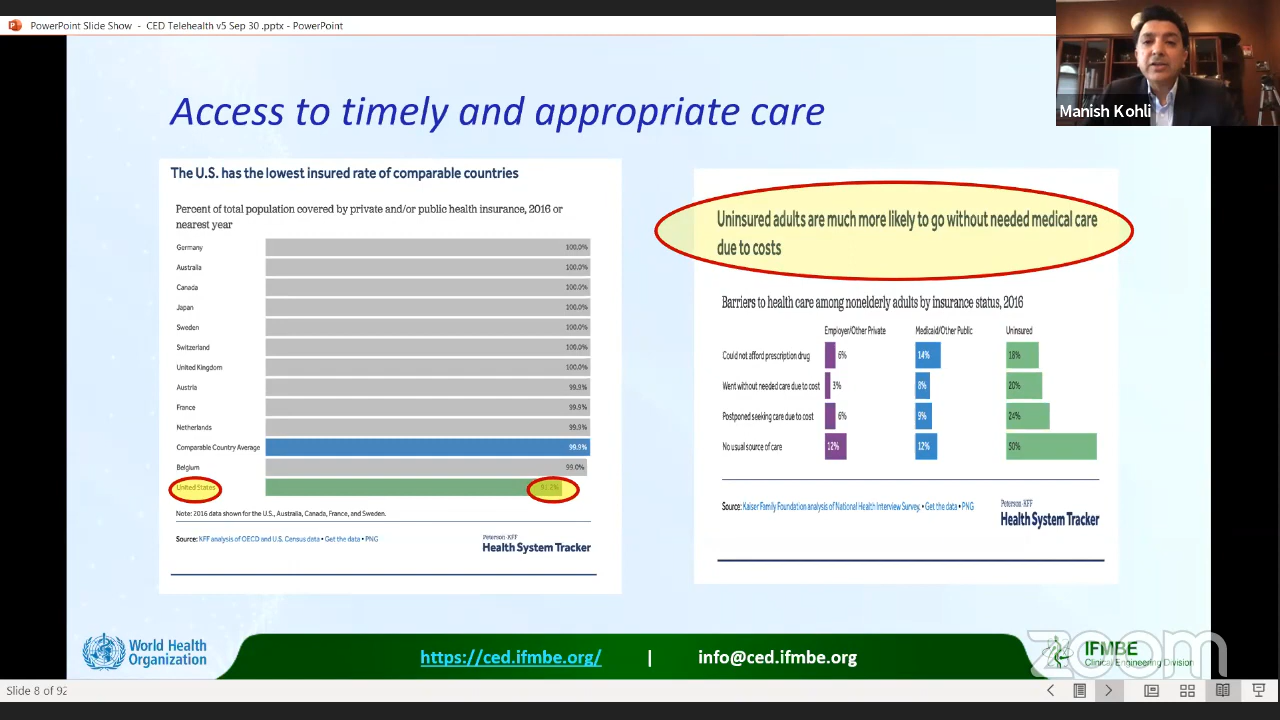 PowerPoint Slide Show - CED Telehealth v5 Sep 30 .pptx - PowerPoint
Manish Kohli
Access to timely and appropriate care
The U.S. has the lowest insured rate of comparable countries
Percent of total population covered by private and/or public health insurance, 2016 or
nearest year
Germany 100.0%
Australia 100.0%
Canada 100.0%
Japan 100.0%
Sweden 100.0%
Switzerland 100.0%
United Kingdom 100.0%
Austria 99.9%
France 99.9%
Netherlands 99.9%
Comparable Country Average 99.9%
Belgium 99.0%
United States 91.2%
Note: 2016 data shown for the U.S., Australia, Canada, France, and Sweden.
Source: KFF analysis of OECD and U.S. Census data • Get the data • PNG
Peterson-KFF
Health System Tracker
Uninsured adults are much more likely to go without needed medical care
due to costs
Barriers to health care among nonelderly adults by insurance status, 2016
Employer/Other Private Medicaid/Other Public Uninsured
Could not afford prescription drug 6% 14% 18%
Went without needed care due to cost 3% 8% 20%
Postponed seeking care due to cost 6% 9% 24%
No usual source of care 12% 12% 50%
Source: Kaiser Family Foundation analysis of National Health Interview Survey. • Get the data • PNG
Peterson-KFF
Health System Tracker
World Health
Organization
https://ced.ifmbe.org/ | info@ced.ifmbe.org
IFMBE
Clinical Engineering Division
zoom
Slide 8 of 92